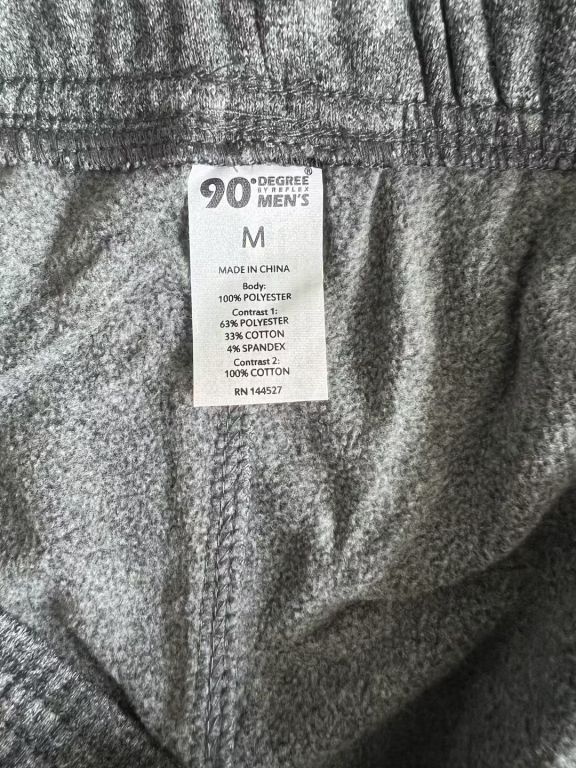 90° DEGREE®
BY REFLEX
MEN'S
M
MADE IN CHINA
Body:
100% POLYESTER
Contrast 1:
63% POLYESTER
33% COTTON
4% SPANDEX
Contrast 2:
100% COTTON
RN 144527